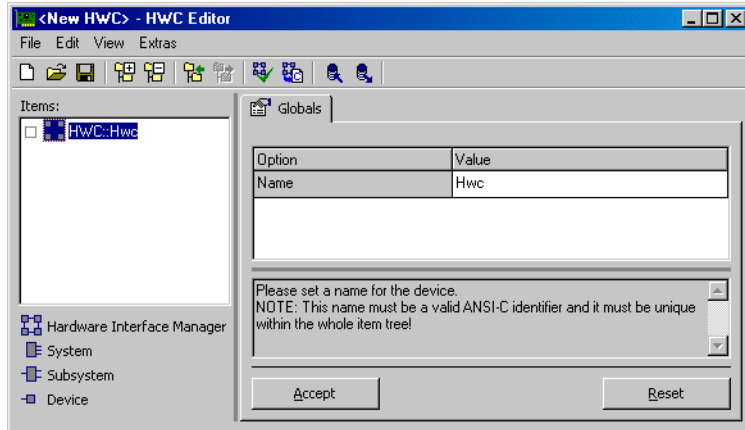 <New HWC> - HWC Editor
File Edit View Extras
Items:
HWC::Hwc
Globals
Option Value
Name Hwc
Please set a name for the device.
NOTE: This name must be a valid ANSI-C identifier and it must be unique
within the whole item tree!
Hardware Interface Manager
System
Subsystem
Device
Accept Reset